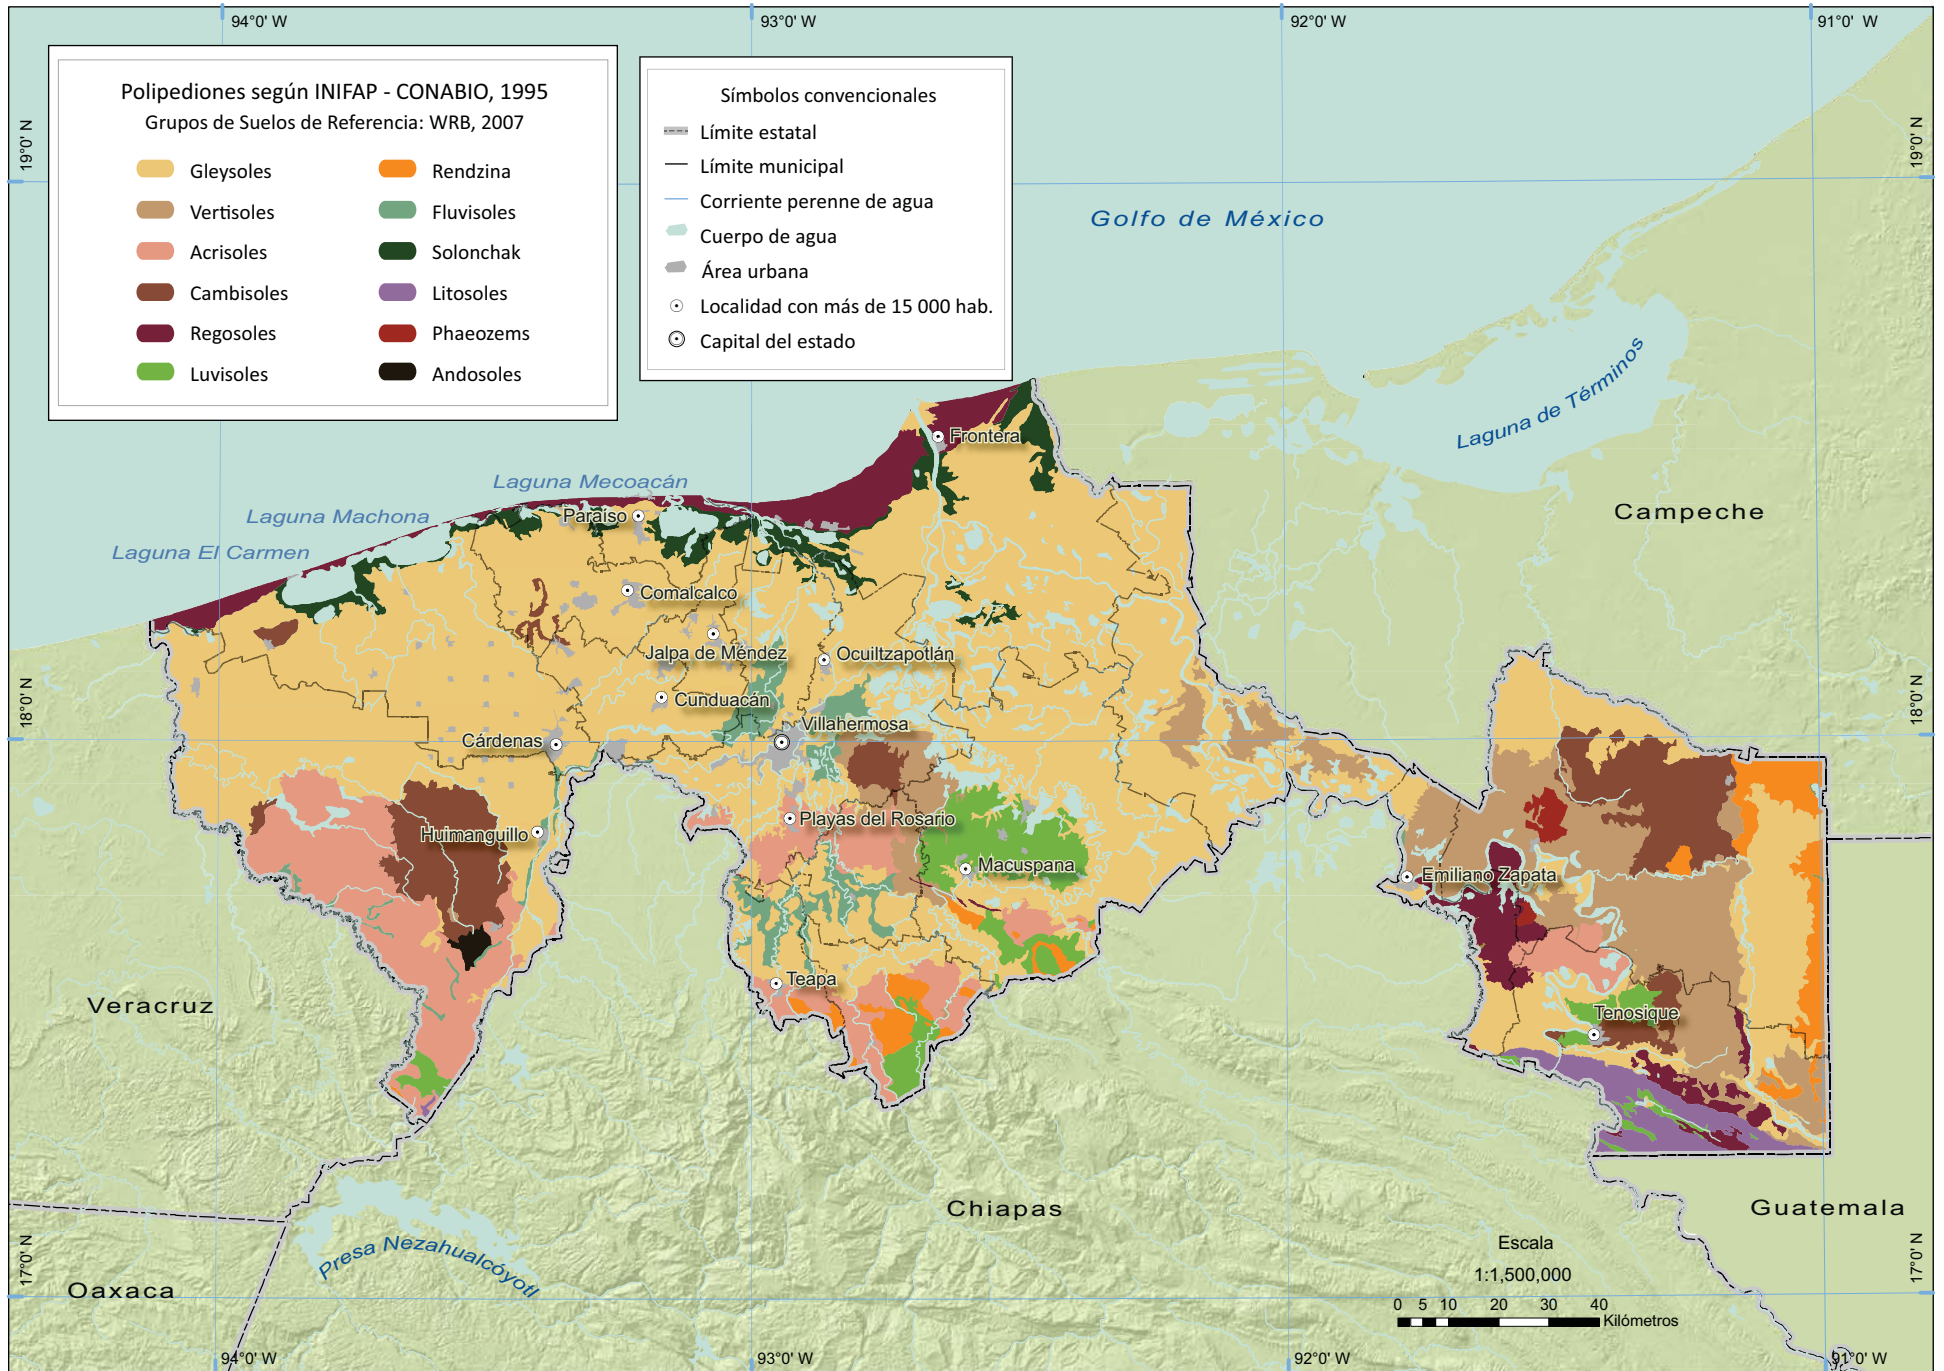 94°0' W
93°0' W
92°0' W
91°0' W
Polipediones según INIFAP - CONABIO, 1995
Grupos de Suelos de Referencia: WRB, 2007
Gleysoles
Vertisoles
Acrisoles
Cambisoles
Regosoles
Luvisoles
Rendzina
Fluvisoles
Solonchak
Litosoles
Phaeozems
Andosoles
Símbolos convencionales
Límite estatal
Límite municipal
Corriente perenne de agua
Cuerpo de agua
Área urbana
Localidad con más de 15 000 hab.
Capital del estado
19°0' N
19°0' N
Golfo de México
Laguna de Términos
Frontera
Laguna Mecoacán
Laguna Machona
Paraíso
Laguna El Carmen
Campeche
Comalcalco
Jalpa de Méndez
Ocuiltzapotlán
Cunduacán
Villahermosa
Cárdenas
18°0' N
18°0' N
Huimanguillo
Playas del Rosario
Macuspana
Emiliano Zapata
Teapa
Tenosique
Veracruz
Chiapas
Guatemala
Presa Nezahualcóyotl
Oaxaca
17°0' N
17°0' N
Escala
1:1,500,000
0 5 10 20 30 40
Kilómetros
94°0' W
93°0' W
92°0' W
91°0' W